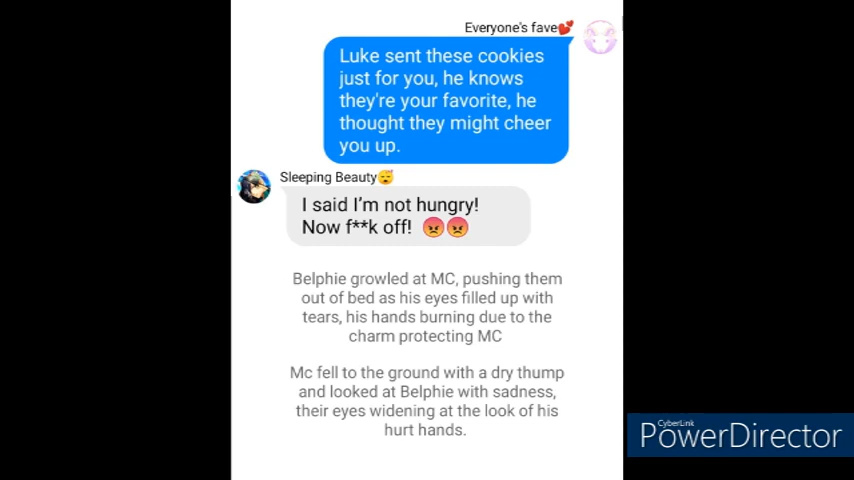 Everyone's fave💕
Luke sent these cookies
just for you, he knows
they're your favorite, he
thought they might cheer
you up.
Sleeping Beauty😴
I said I'm not hungry!
Now f**k off! 😡😡
Belphie growled at MC, pushing them
out of bed as his eyes filled up with
tears, his hands burning due to the
charm protecting MC
Mc fell to the ground with a dry thump
and looked at Belphie with sadness,
their eyes widening at the look of his
hurt hands.
CyberLink
PowerDirector